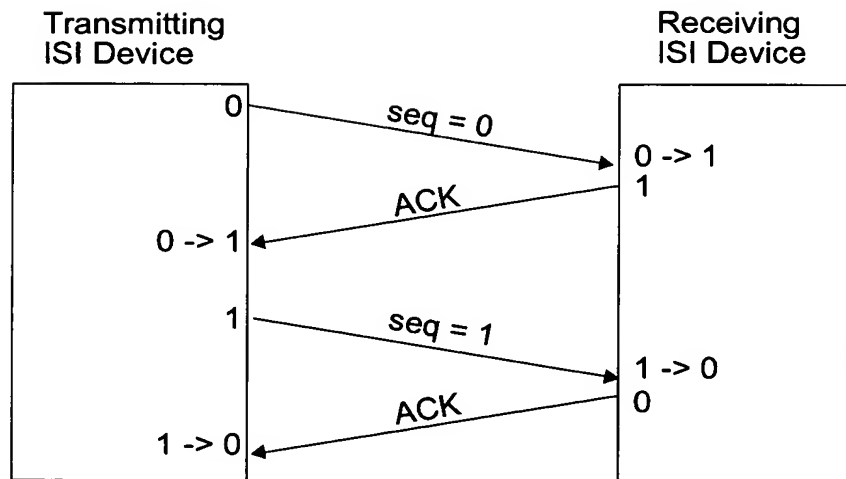 Transmitting
ISI Device
Receiving
ISI Device
0
seq = 0
0 -> 1
1
ACK
0 -> 1
1
seq = 1
1 -> 0
0
ACK
1 -> 0